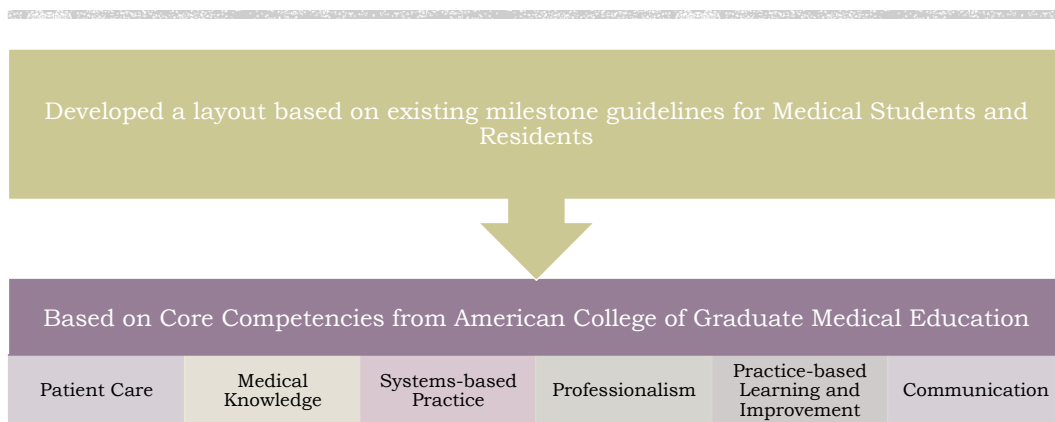 Developed a layout based on existing milestone guidelines for Medical Students and
Residents
Based on Core Competencies from American College of Graduate Medical Education
Patient Care
Medical
Knowledge
Systems-based
Practice
Professionalism
Practice-based
Learning and
Improvement
Communication